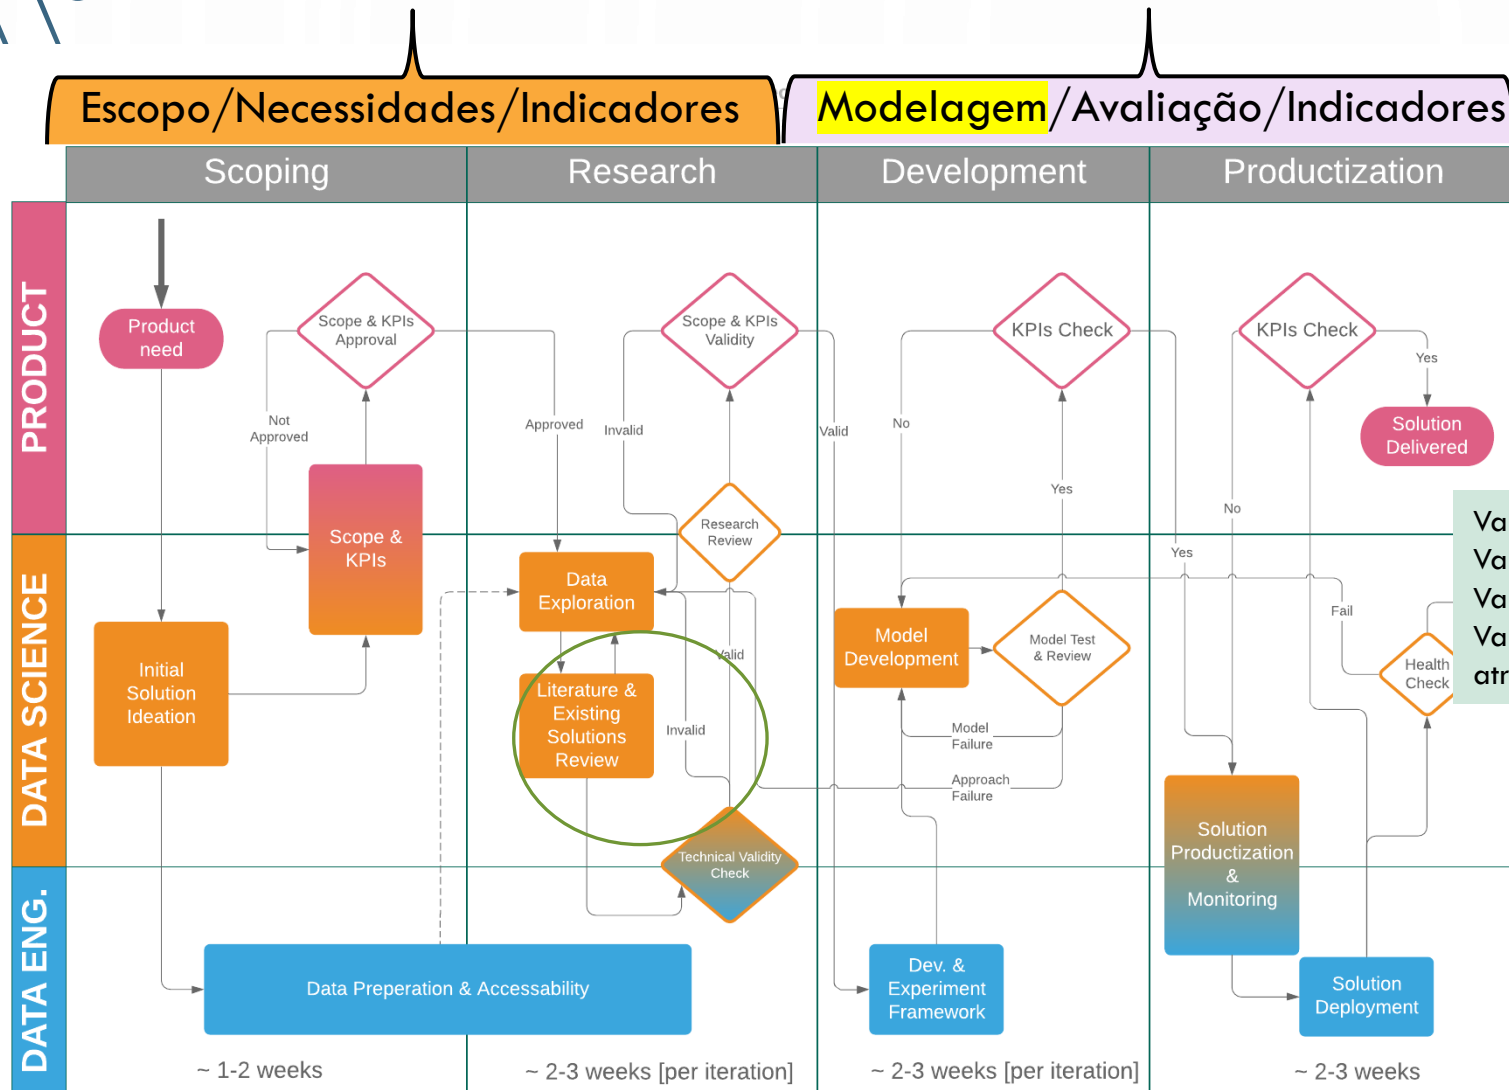 Escopo/Necessidades/Indicadores
Modelagem/Avaliação/Indicadores
Scoping
Research
Development
Productization
PRODUCT
DATA SCIENCE
DATA ENG.
Product
need
Scope & KPIs
Approval
Not
Approved
Scope &
KPIs
Initial
Solution
Ideation
Approved
Invalid
Scope & KPIs
Validity
Research
Review
Data
Exploration
Valid
Literature &
Existing
Solutions
Review
Invalid
Technical Validity
Check
Data Preperation & Accessability
Valid
No
KPIs Check
Yes
Model
Development
Model Test
& Review
Model
Failure
Approach
Failure
Dev. &
Experiment
Framework
Yes
KPIs Check
Yes
Solution
Delivered
No
Fail
Health
Check
Va
Va
Va
Va
atr
Solution
Productization
&
Monitoring
Solution
Deployment
~ 1-2 weeks
~ 2-3 weeks [per iteration]
~ 2-3 weeks [per iteration]
~ 2-3 weeks